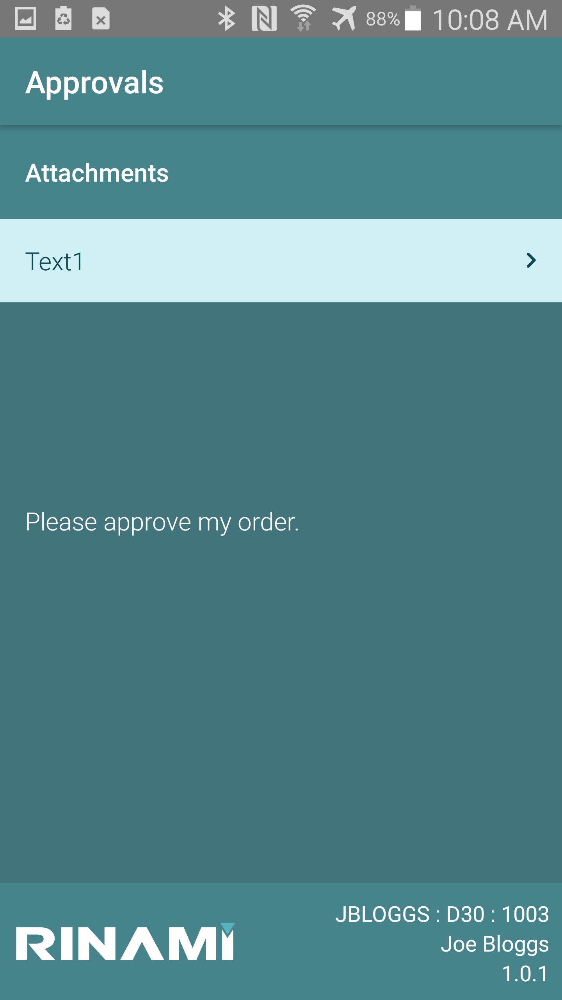 88% 10:08 AM
Approvals
Attachments
Text1
Please approve my order.
JBLOGGS : D30 : 1003
RINAMI
Joe Bloggs
1.0.1